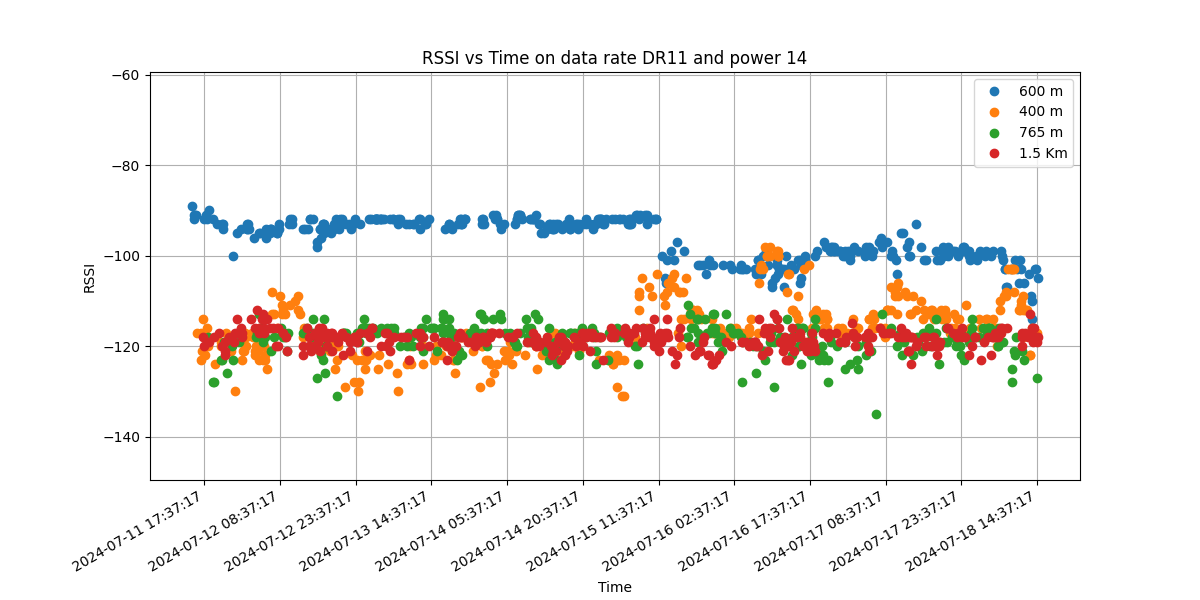 RSSI vs Time on data rate DR11 and power 14
600 m
400 m
765 m
1.5 Km
−60
−80
−100
−120
−140
RSSI
2024-07-11 17:37:17
2024-07-12 08:37:17
2024-07-12 23:37:17
2024-07-13 14:37:17
2024-07-14 05:37:17
2024-07-14 20:37:17
2024-07-15 11:37:17
2024-07-16 02:37:17
2024-07-16 17:37:17
2024-07-17 08:37:17
2024-07-17 23:37:17
2024-07-18 14:37:17
Time